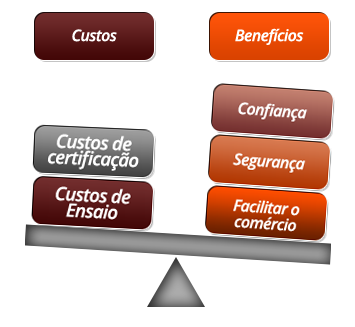 Custos
Benefícios
Confiança
Custos de
certificação
Segurança
Custos de
Ensaio
Facilitar o
comércio